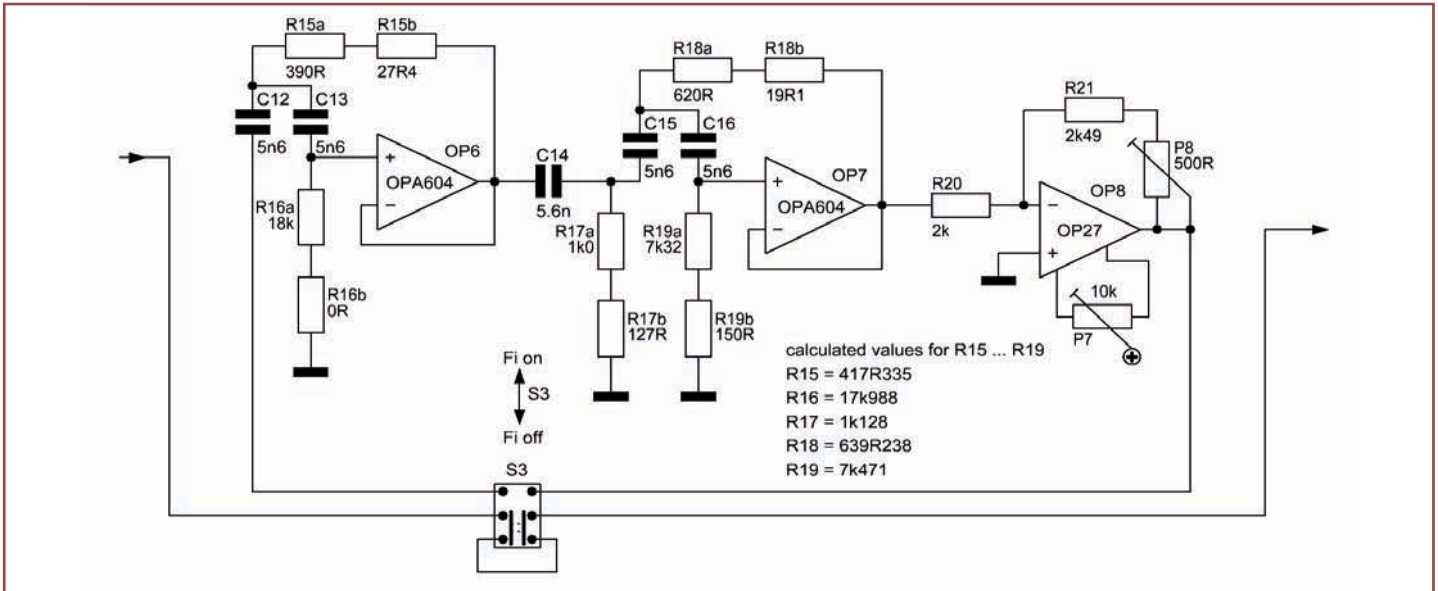 R15a
R15b
390R
27R4
C12
C13
5n6
5n6
+
OP6
OPA604
−
R16a
18k
R16b
0R
C14
5.6n
R18a
R18b
620R
19R1
C15
C16
5n6
5n6
+
OP7
OPA604
−
R17a
1k0
R19a
7k32
R17b
127R
R19b
150R
R20
2k
R21
2k49
P8
500R
OP8
−
OP27
+
10k
P7
calculated values for R15 ... R19
R15 = 417R335
R16 = 17k988
R17 = 1k128
R18 = 639R238
R19 = 7k471
Fi on
S3
Fi off
S3